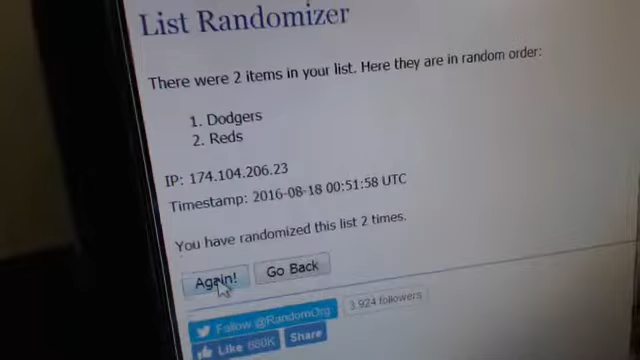 List Randomizer
There were 2 items in your list. Here they are in random order:
1. Dodgers
2. Reds
IP: 174.104.206.23
Timestamp: 2016-08-18 00:51:58 UTC
You have randomized this list 2 times.
Again! Go Back
Follow @RandomOrg 3,924 followers
Like 680K Share